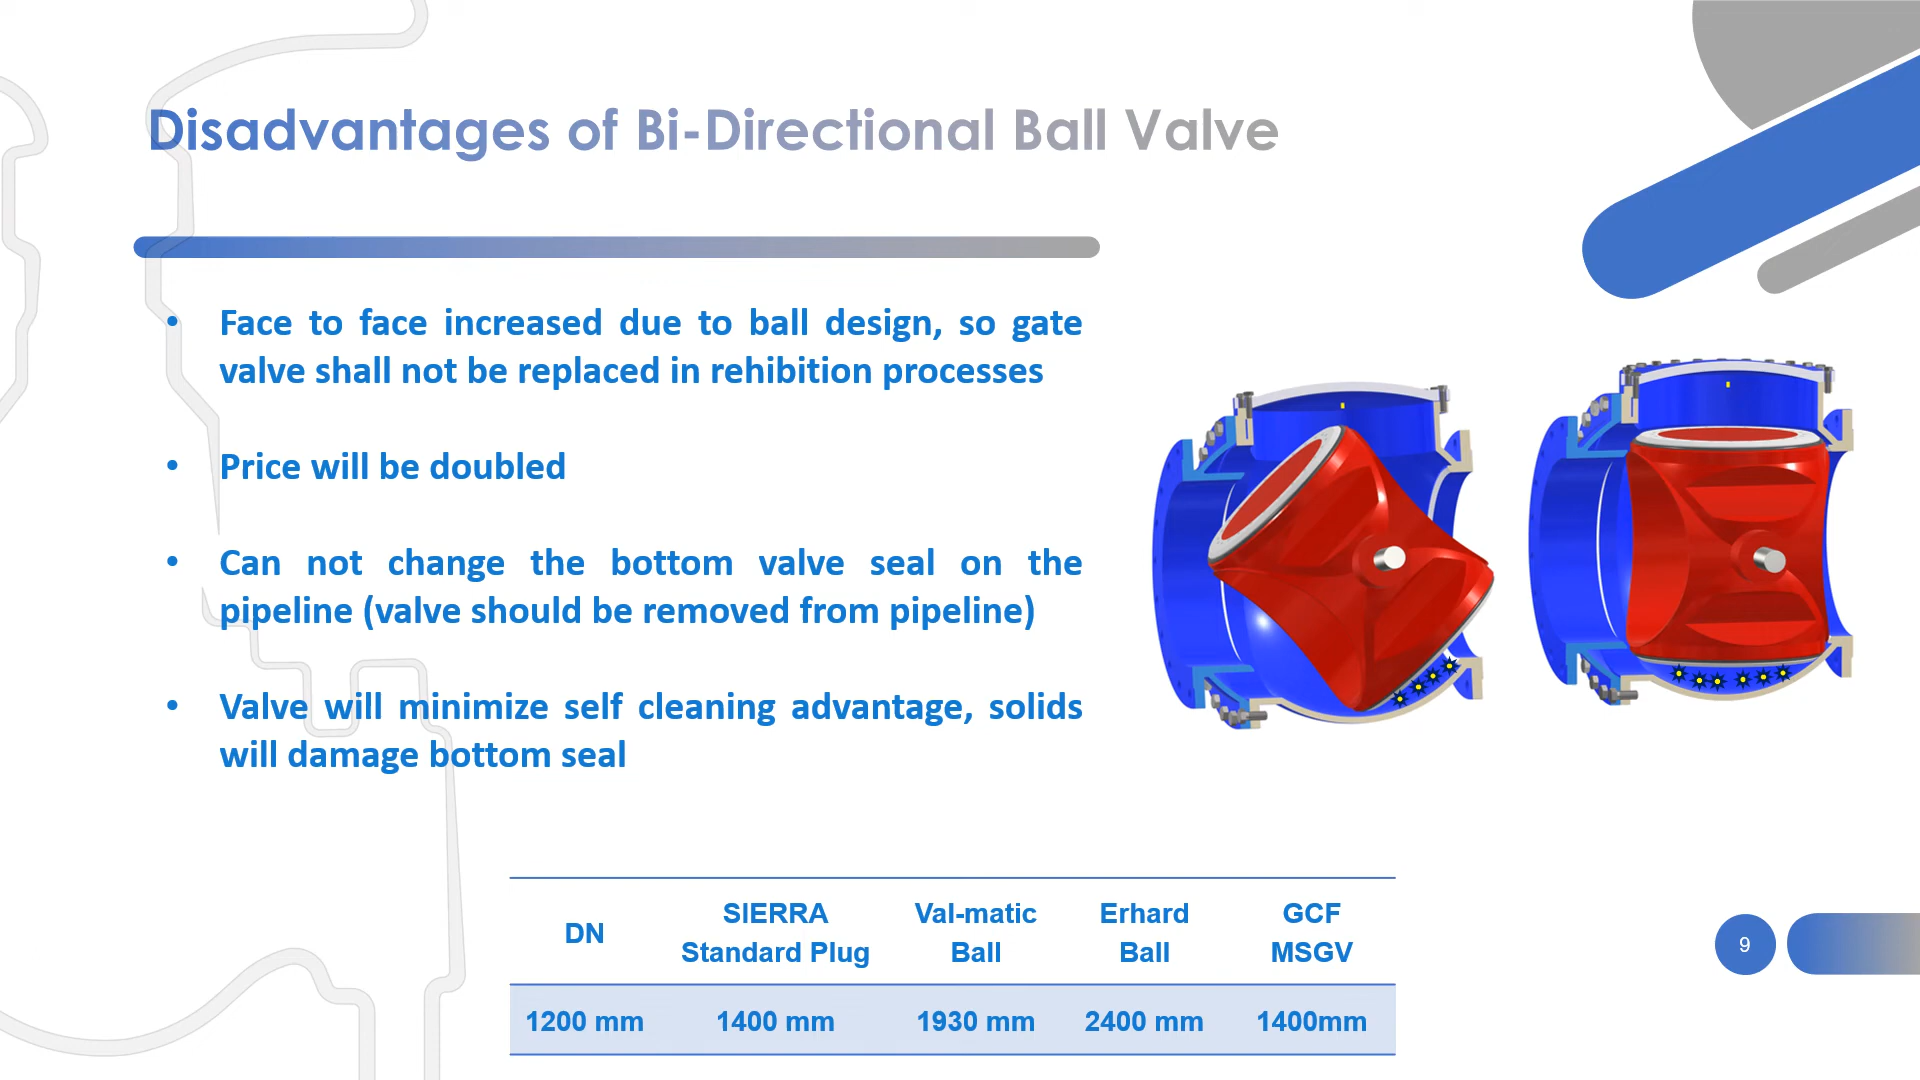 Disadvantages of Bi-Directional Ball Valve
• Face to face increased due to ball design, so gate
valve shall not be replaced in rehibition processes
• Price will be doubled
• Can not change the bottom valve seal on the
pipeline (valve should be removed from pipeline)
• Valve will minimize self cleaning advantage, solids
will damage bottom seal
DN SIERRA Standard Plug Val-matic Ball Erhard Ball GCF MSGV
1200 mm 1400 mm 1930 mm 2400 mm 1400mm
9